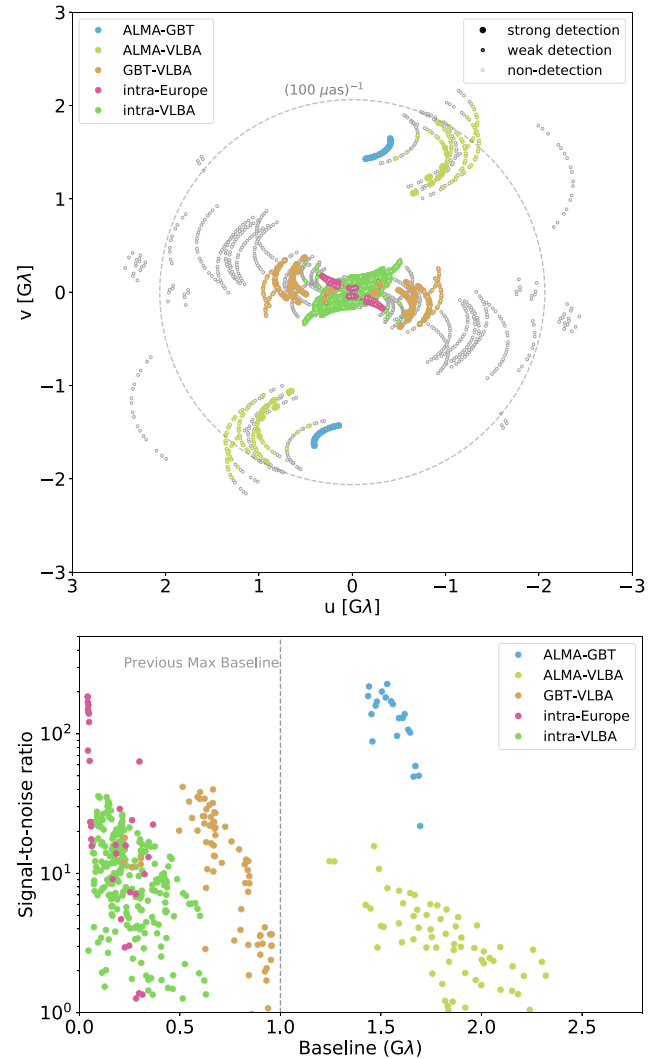 ALMA-GBT
ALMA-VLBA
GBT-VLBA
intra-Europe
intra-VLBA
strong detection
weak detection
non-detection
(100 μas)⁻¹
3
2
1
0
−1
−2
−3
v [Gλ]
3 2 1 0 −1 −2 −3
u [Gλ]
Previous Max Baseline
ALMA-GBT
ALMA-VLBA
GBT-VLBA
intra-Europe
intra-VLBA
10²
10¹
10⁰
Signal-to-noise ratio
0.0 0.5 1.0 1.5 2.0 2.5
Baseline (Gλ)